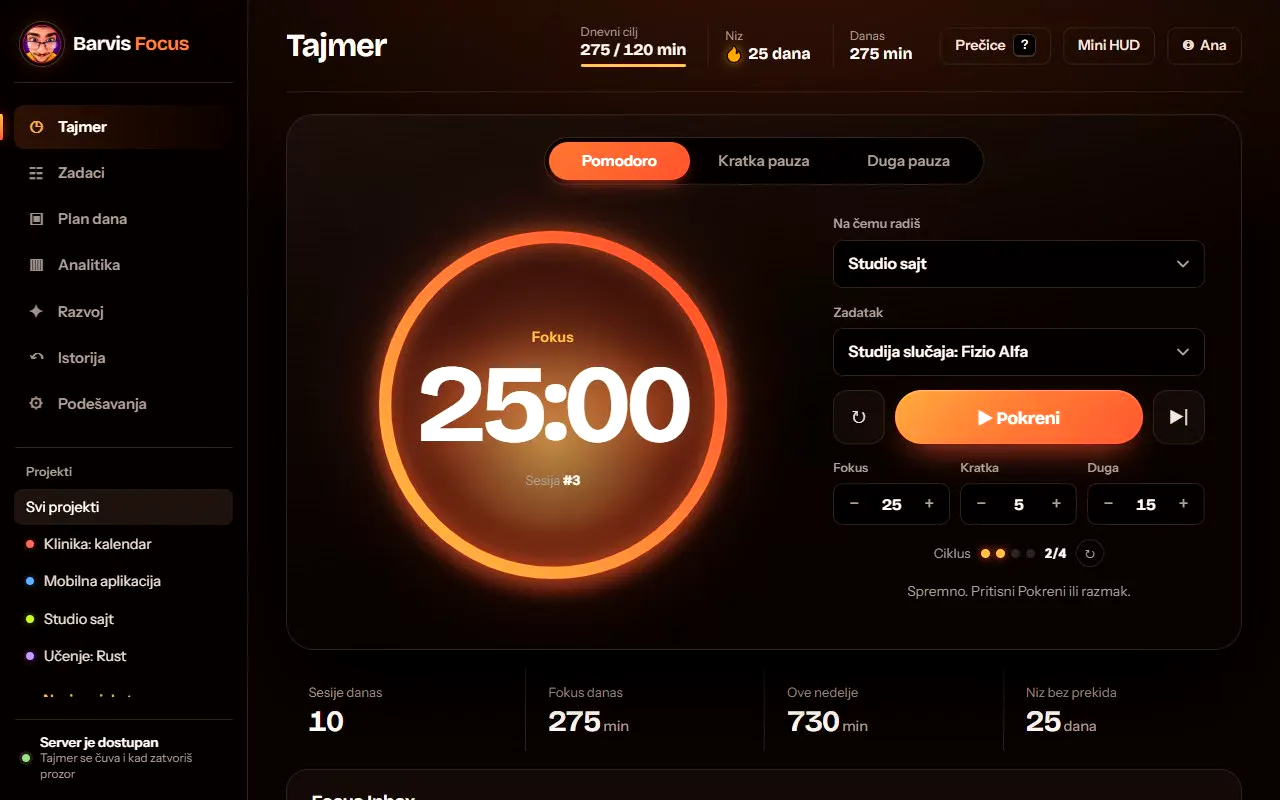 Barvis Focus
Tajmer
Zadaci
Plan dana
Analitika
Razvoj
Istorija
Podešavanja
Projekti
Svi projekti
Klinika: kalendar
Mobilna aplikacija
Studio sajt
Učenje: Rust
Server je dostupan
Tajmer se čuva i kad zatvoriš
prozor
Tajmer
Dnevni cilj
275 / 120 min
Niz
25 dana
Danas
275 min
Prečice ?
Mini HUD
Ana
Pomodoro
Kratka pauza
Duga pauza
Fokus
25:00
Sesija #3
Na čemu radiš
Studio sajt
Zadatak
Studija slučaja: Fizio Alfa
Pokreni
Fokus
Kratka
Duga
− 25 +
− 5 +
− 15 +
Ciklus 2/4
Spremno. Pritisni Pokreni ili razmak.
Sesije danas
10
Fokus danas
275 min
Ove nedelje
730 min
Niz bez prekida
25 dana
Focus Inbox